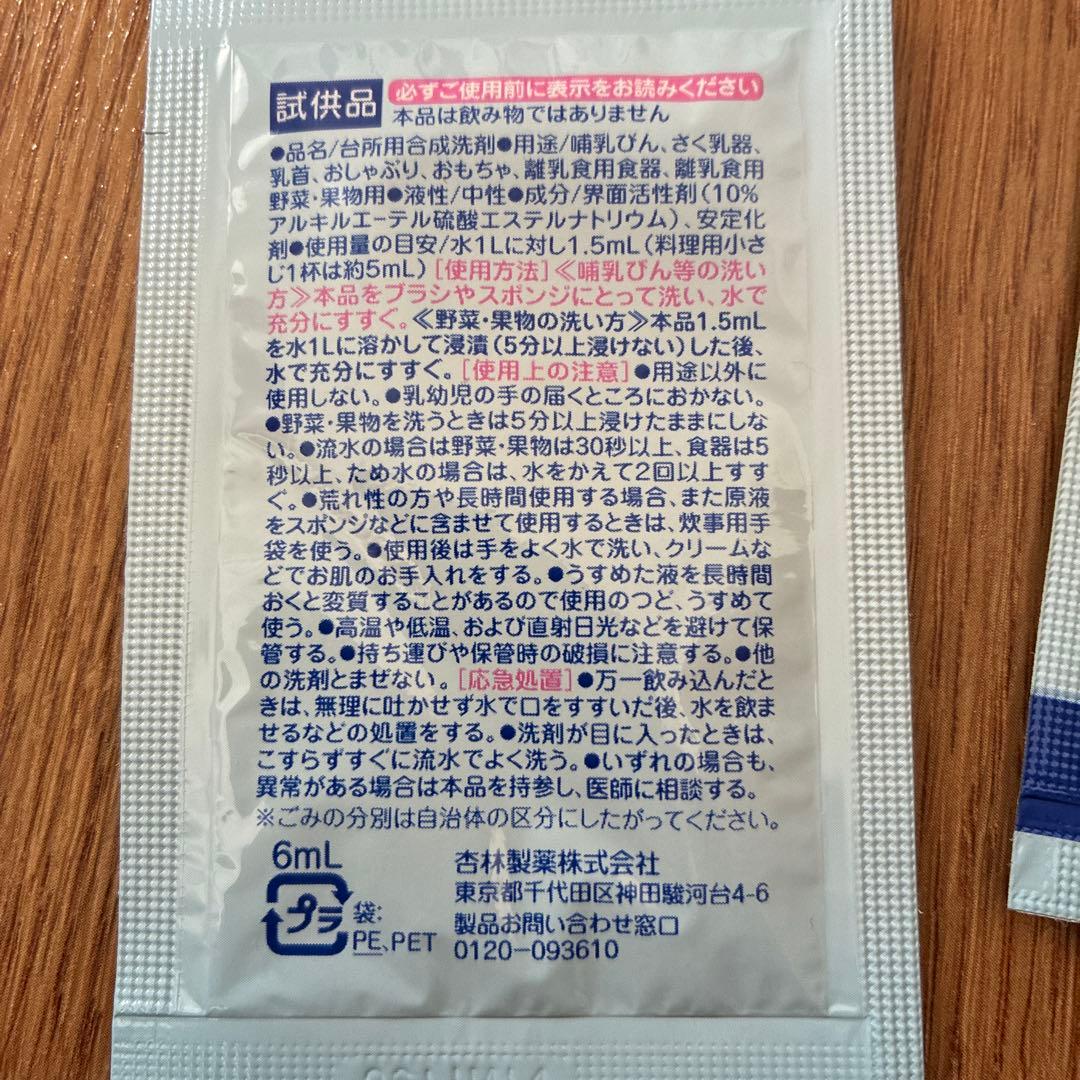 試供品 必ずご使用前に表示をお読みください
本品は飲み物ではありません
●品名/台所用合成洗剤●用途/哺乳びん、さく乳器、
乳首、おしゃぶり、おもちゃ、離乳食用食器、離乳食用
野菜・果物用●液性/中性●成分/界面活性剤(10%
アルキルエーテル硫酸エステルナトリウム)、安定化
剤●使用量の目安/水1Lに対し1.5mL(料理用小さ
じ1杯は約5mL)[使用方法]≪哺乳びん等の洗い
方≫本品をブラシやスポンジにとって洗い、水で
充分にすすぐ。≪野菜・果物の洗い方≫本品1.5mL
を水1Lに溶かして浸漬(5分以上浸けない)した後、
水で充分にすすぐ。[使用上の注意]●用途以外に
使用しない。●乳幼児の手の届くところにおかない。
●野菜・果物を洗うときは5分以上浸けたままにしな
い。●流水の場合は野菜・果物は30秒以上、食器は5
秒以上、ため水の場合は、水をかえて2回以上すす
ぐ。●荒れ性の方や長時間使用する場合、また原液
をスポンジなどに含ませて使用するときは、炊事用手
袋を使う。●使用後は手をよく水で洗い、クリームな
どでお肌のお手入れをする。●うすめた液を長時間
おくと変質することがあるので使用のつど、うすめて
使う。●高温や低温、および直射日光などを避けて保
管する。●持ち運びや保管時の破損に注意する。●他
の洗剤とまぜない。[応急処置]●万一飲み込んだと
きは、無理に吐かせず水で口をすすいだ後、水を飲ま
せるなどの処置をする。●洗剤が目に入ったときは、
こすらずすぐに流水でよく洗う。●いずれの場合も、
異常がある場合は本品を持参し、医師に相談する。
※ごみの分別は自治体の区分にしたがってください。
6mL
プラ
袋:
PE、PET
杏林製薬株式会社
東京都千代田区神田駿河台4-6
製品お問い合わせ窓口
0120-093610